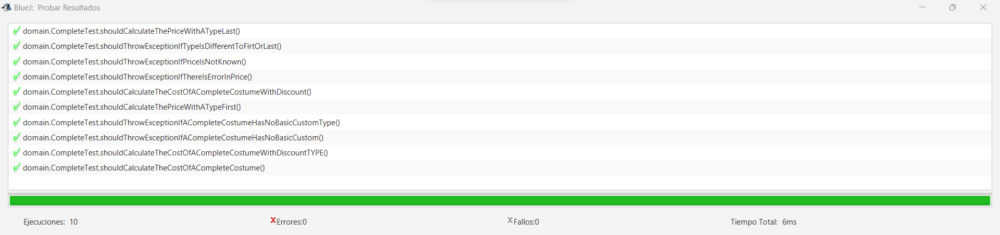 BlueJ: Probar Resultados
domain.CompleteTest.shouldCalculateThePriceWithATypeLast()
domain.CompleteTest.shouldThrowExceptionIfTypeIsDifferentToFirtOrLast()
domain.CompleteTest.shouldThrowExceptionIfPriceIsNotKnown()
domain.CompleteTest.shouldThrowExceptionIfThereIsErrorInPrice()
domain.CompleteTest.shouldCalculateTheCostOfACompleteCostumeWithDiscount()
domain.CompleteTest.shouldCalculateThePriceWithATypeFirst()
domain.CompleteTest.shouldThrowExceptionIfACompleteCostumeHasNoBasicCustomType()
domain.CompleteTest.shouldThrowExceptionIfACompleteCostumeHasNoBasicCustom()
domain.CompleteTest.shouldCalculateTheCostOfACompleteCostumeWithDiscountTYPE()
domain.CompleteTest.shouldCalculateTheCostOfACompleteCostume()
Ejecuciones: 10 XErrores:0 XFallos:0 Tiempo Total: 6ms